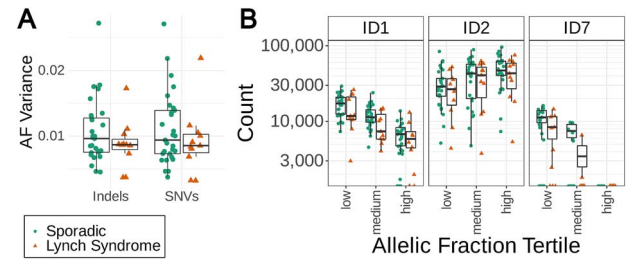 A
AF Variance
0.02
0.01
Indels
SNVs
Sporadic
Lynch Syndrome
B
Count
100,000
30,000
10,000
3,000
ID1
ID2
ID7
low
medium
high
low
medium
high
low
medium
high
Allelic Fraction Tertile